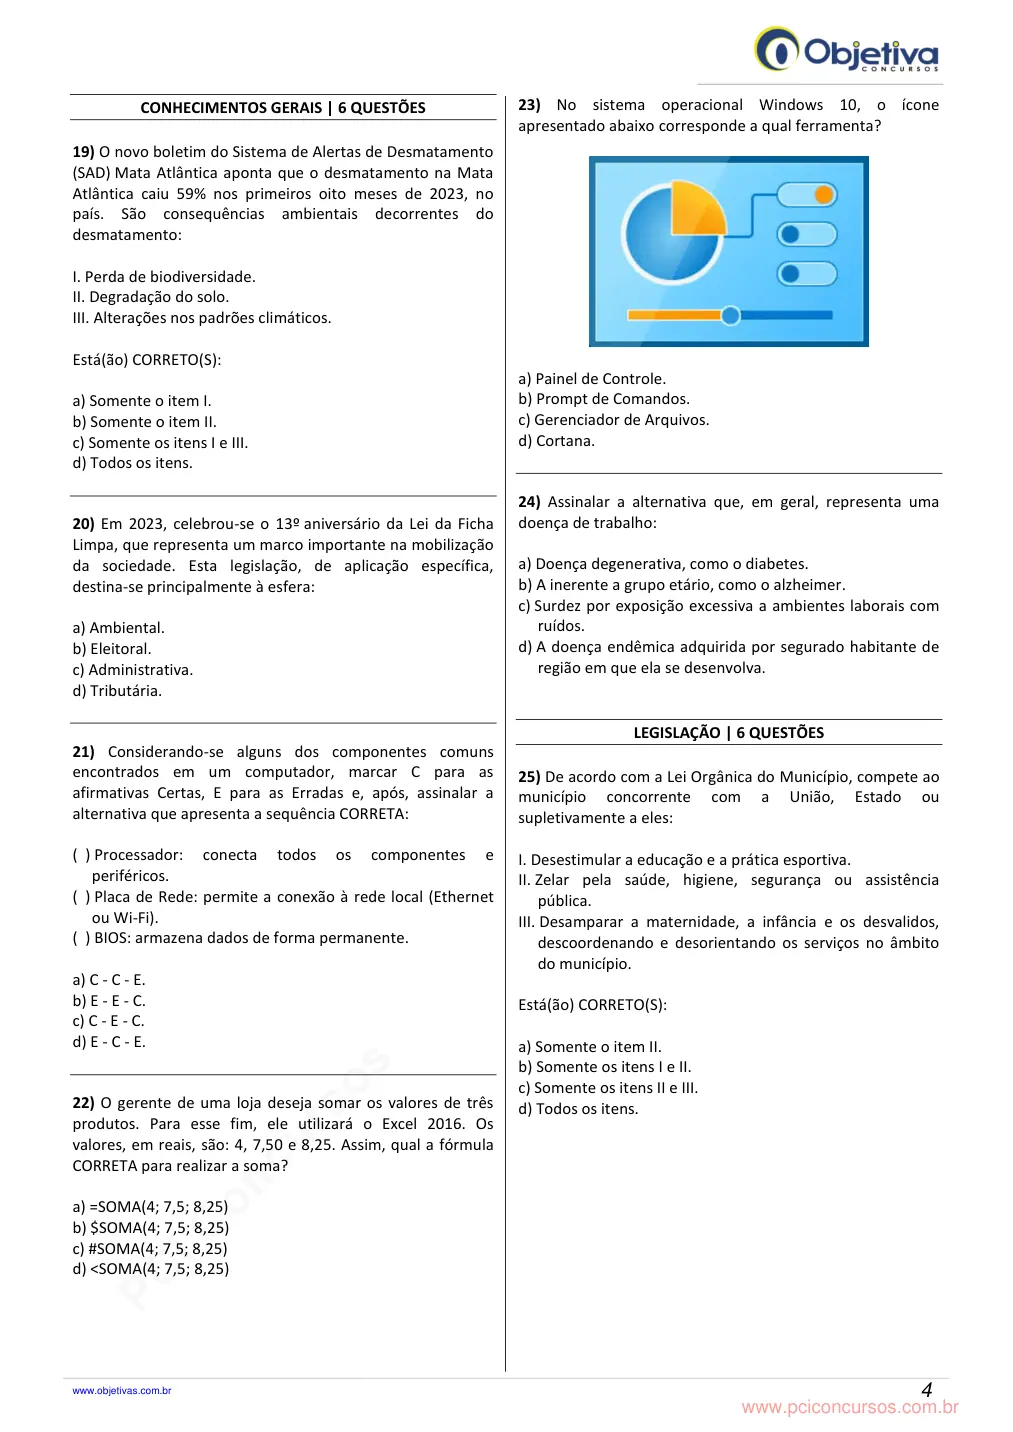 Objetiva
CONCURSOS
CONHECIMENTOS GERAIS | 6 QUESTÕES
19) O novo boletim do Sistema de Alertas de Desmatamento
(SAD) Mata Atlântica aponta que o desmatamento na Mata
Atlântica caiu 59% nos primeiros oito meses de 2023, no
país. São consequências ambientais decorrentes do
desmatamento:
I. Perda de biodiversidade.
II. Degradação do solo.
III. Alterações nos padrões climáticos.
Está(ão) CORRETO(S):
a) Somente o item I.
b) Somente o item II.
c) Somente os itens I e III.
d) Todos os itens.
20) Em 2023, celebrou-se o 13º aniversário da Lei da Ficha
Limpa, que representa um marco importante na mobilização
da sociedade. Esta legislação, de aplicação específica,
destina-se principalmente à esfera:
a) Ambiental.
b) Eleitoral.
c) Administrativa.
d) Tributária.
21) Considerando-se alguns dos componentes comuns
encontrados em um computador, marcar C para as
afirmativas Certas, E para as Erradas e, após, assinalar a
alternativa que apresenta a sequência CORRETA:
( ) Processador: conecta todos os componentes e
periféricos.
( ) Placa de Rede: permite a conexão à rede local (Ethernet
ou Wi-Fi).
( ) BIOS: armazena dados de forma permanente.
a) C - C - E.
b) E - E - C.
c) C - E - C.
d) E - C - E.
22) O gerente de uma loja deseja somar os valores de três
produtos. Para esse fim, ele utilizará o Excel 2016. Os
valores, em reais, são: 4, 7,50 e 8,25. Assim, qual a fórmula
CORRETA para realizar a soma?
a) =SOMA(4; 7,5; 8,25)
b) $SOMA(4; 7,5; 8,25)
c) #SOMA(4; 7,5; 8,25)
d) <SOMA(4; 7,5; 8,25)
23) No sistema operacional Windows 10, o ícone
apresentado abaixo corresponde a qual ferramenta?
a) Painel de Controle.
b) Prompt de Comandos.
c) Gerenciador de Arquivos.
d) Cortana.
24) Assinalar a alternativa que, em geral, representa uma
doença de trabalho:
a) Doença degenerativa, como o diabetes.
b) A inerente a grupo etário, como o alzheimer.
c) Surdez por exposição excessiva a ambientes laborais com
ruídos.
d) A doença endêmica adquirida por segurado habitante de
região em que ela se desenvolva.
LEGISLAÇÃO | 6 QUESTÕES
25) De acordo com a Lei Orgânica do Município, compete ao
município concorrente com a União, Estado ou
supletivamente a eles:
I. Desestimular a educação e a prática esportiva.
II. Zelar pela saúde, higiene, segurança ou assistência
pública.
III. Desamparar a maternidade, a infância e os desvalidos,
descoordenando e desorientando os serviços no âmbito
do município.
Está(ão) CORRETO(S):
a) Somente o item II.
b) Somente os itens I e II.
c) Somente os itens II e III.
d) Todos os itens.
www.objetivas.com.br
4
www.pciconcursos.com.br